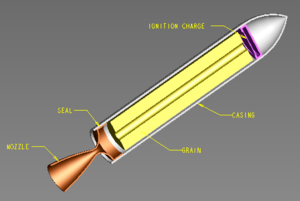 IGNITION CHARGE
SEAL
CASING
NOZZLE
GRAIN